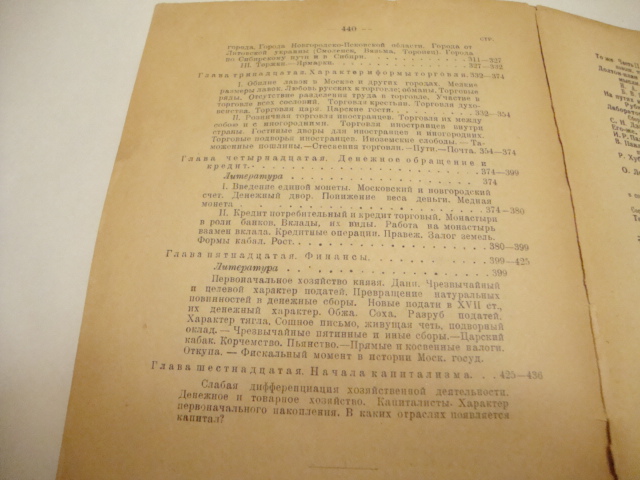 — 440 —
стр.
города. Города Новгородско-Псковской области. Города от
Литовской украины (Смоленск, Вязьма, Торопец). Города
по Сибирскому пути и в Сибири. 311—327
III. Торжки.—Ярмарки. 327—332
Глава тринадцатая. Характер и формы торговли. 332—374
I. Обилие лавок в Москве и других городах. Мелкие
размеры лавок. Любовь русских к торговле; обманы. Торговые
ряды. Отсутствие разделения труда в торговле. Участие в
торговле всех сословий. Торговля крестьян. Торговля духо-
венства. Торговля царя. Царские гости. 332—354
II. Розничная торговля иностранцев. Торговля их между
собою и с иногородними. Торговля иностранцев внутри
страны. Гостиные дворы для иностранцев и иногородних.
Торговые подворья иностранцев. Иноземские слободы.—Та-
моженные пошлины.—Стеснения торговли.—Пути.—Почта. 354—374
Глава четырнадцатая. Денежное обращение и
кредит. 374—399
Литература 374
I. Введение единой монеты. Московский и новгородский
счет. Денежный двор. Понижение веса деньги. Медная
монета 374—380
II. Кредит потребительный и кредит торговый. Монастыри
в роли банков. Вклады, их виды. Работа на монастырь
взамен вклада. Кредитные операции. Правеж. Залог земель.
Формы кабал. Рост. 380—399
Глава пятнадцатая. Финансы. 399—425
Литература 399
Первоначальное хозяйство князя. Дани. Чрезвычайный
и целевой характер податей. Превращение натуральных
повинностей в денежные сборы. Новые подати в XVII ст.,
их денежный характер. Обжа. Соха. Разруб податей.
Характер тягла. Сошное письмо, живущая четь, подворный
оклад.—Чрезвычайные пятинные и иные сборы.—Царский
кабак. Корчемство. Пьянство.—Прямые и косвенные налоги.
Откупа. — Фискальный момент в истории Моск. госуд.
Глава шестнадцатая. Начала капитализма. 425—436
Слабая дифференциация хозяйственной деятельности.
Денежное и товарное хозяйство. Капиталисты. Характер
первоначального накопления. В каких отраслях появляется
капитал?